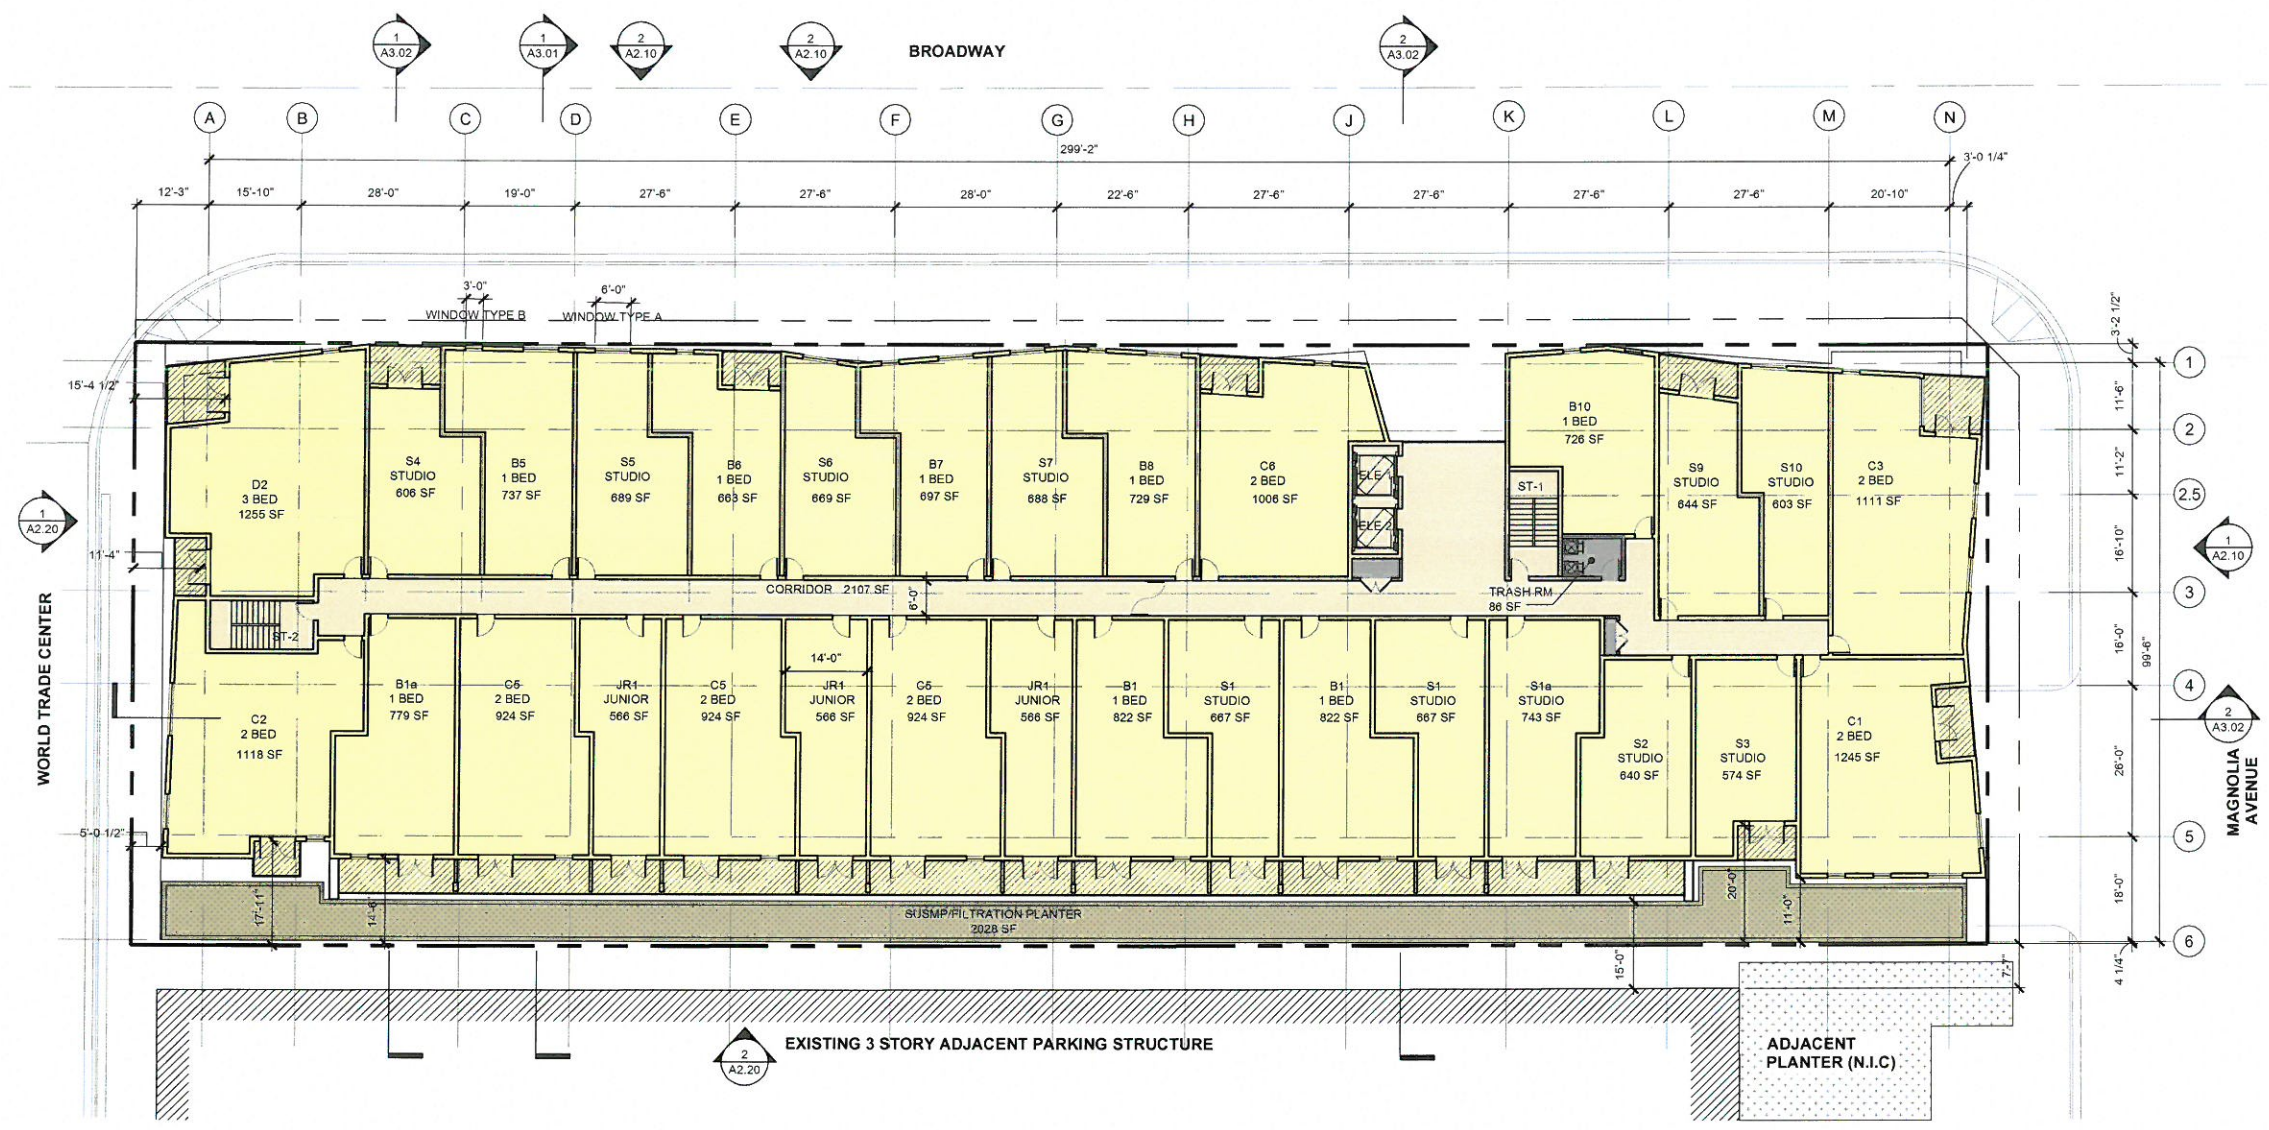 1
A3.02
1
A3.01
2
A2.10
2
A2.10
BROADWAY
2
A3.02
A
B
C
D
E
F
G
H
J
K
L
M
N
299'-2"
3'-0 1/4"
12'-3"
15'-10"
28'-0"
19'-0"
27'-6"
27'-6"
28'-0"
22'-6"
27'-6"
27'-6"
27'-6"
27'-6"
20'-10"
3'-0"
6'-0"
WINDOW TYPE B
WINDOW TYPE A
3'-2 1/2"
15'-4 1/2"
1
11'-6"
2
11'-2"
2.5
16'-10"
3
16'-0"
99'-6"
4
26'-0"
5
18'-0"
6
4 1/4"
7'-7"
D2
3 BED
1255 SF
S4
STUDIO
606 SF
B5
1 BED
737 SF
S5
STUDIO
689 SF
B6
1 BED
663 SF
S6
STUDIO
669 SF
B7
1 BED
697 SF
S7
STUDIO
688 SF
B8
1 BED
729 SF
C6
2 BED
1006 SF
ELE 1
ELE 2
B10
1 BED
726 SF
ST-1
S9
STUDIO
644 SF
S10
STUDIO
603 SF
C3
2 BED
1111 SF
1
A2.20
1
A2.10
11'-4"
CORRIDOR 2107 SF
6'-0"
TRASH RM
86 SF
ST-2
WORLD TRADE CENTER
C2
2 BED
1118 SF
B1a
1 BED
779 SF
C5
2 BED
924 SF
JR1
JUNIOR
566 SF
C5
2 BED
924 SF
14'-0"
JR1
JUNIOR
566 SF
C5
2 BED
924 SF
JR1
JUNIOR
566 SF
B1
1 BED
822 SF
S1
STUDIO
667 SF
B1
1 BED
822 SF
S1
STUDIO
667 SF
S1a
STUDIO
743 SF
S2
STUDIO
640 SF
S3
STUDIO
574 SF
C1
2 BED
1245 SF
2
A3.02
MAGNOLIA
AVENUE
5'-0 1/2"
17'-11"
14'-6"
20'-0"
11'-0"
15'-0"
SUSMP/FILTRATION PLANTER
2028 SF
2
A2.20
EXISTING 3 STORY ADJACENT PARKING STRUCTURE
ADJACENT
PLANTER (N.I.C)